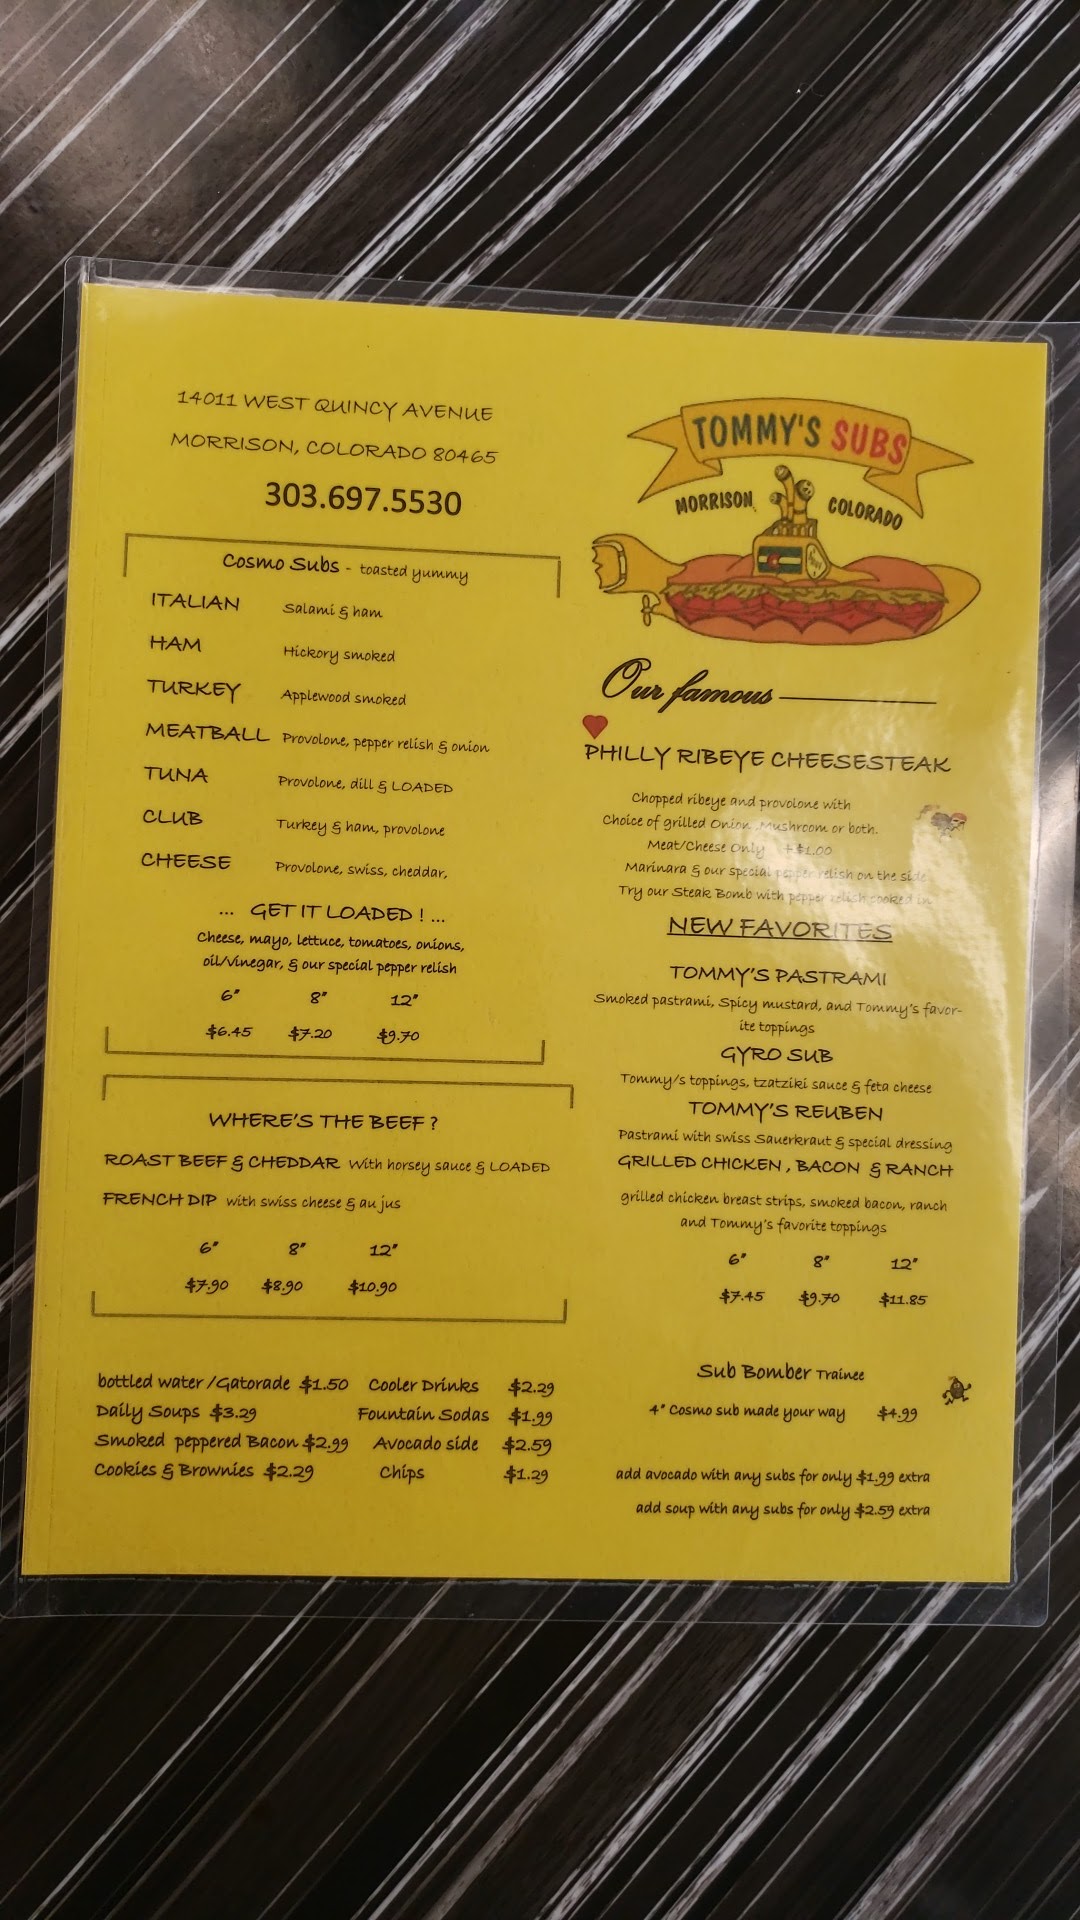 14011 WEST QUINCY AVENUE
MORRISON, COLORADO 80465
303.697.5530
Cosmo Subs - toasted yummy
ITALIAN Salami & ham
HAM Hickory smoked
TURKEY Applewood smoked
MEATBALL Provolone, pepper relish & onion
TUNA Provolone, dill & LOADED
CLUB Turkey & ham, provolone
CHEESE Provolone, swiss, cheddar,
... GET IT LOADED ! ...
Cheese, mayo, lettuce, tomatoes, onions,
oil/vinegar, & our special pepper relish
6" 8" 12"
$6.45 $7.20 $9.70
WHERE'S THE BEEF ?
ROAST BEEF & CHEDDAR With horsey sauce & LOADED
FRENCH DIP with swiss cheese & au jus
6" 8" 12"
$7.90 $8.90 $10.90
bottled water /Gatorade $1.50 Cooler Drinks $2.29
Daily Soups $3.29 Fountain Sodas $1.99
Smoked peppered Bacon $2.99 Avocado side $2.59
Cookies & Brownies $2.29 Chips $1.29
TOMMY'S SUBS
MORRISON, COLORADO
Our famous
PHILLY RIBEYE CHEESESTEAK
Chopped ribeye and provolone with
Choice of grilled Onion ,Mushroom or both.
Meat/Cheese Only +$1.00
Marinara & our special pepper relish on the side
Try our Steak Bomb with pepper relish cooked in
NEW FAVORITES
TOMMY'S PASTRAMI
Smoked pastrami, Spicy mustard, and Tommy's favor-
ite toppings
GYRO SUB
Tommy/s toppings, tzatziki sauce & feta cheese
TOMMY'S REUBEN
Pastrami with swiss Sauerkraut & special dressing
GRILLED CHICKEN , BACON & RANCH
grilled chicken breast strips, smoked bacon, ranch
and Tommy's favorite toppings
6" 8" 12"
$7.45 $9.70 $11.85
Sub Bomber Trainee
4" Cosmo sub made your way $4.99
add avocado with any subs for only $1.99 extra
add soup with any subs for only $2.59 extra